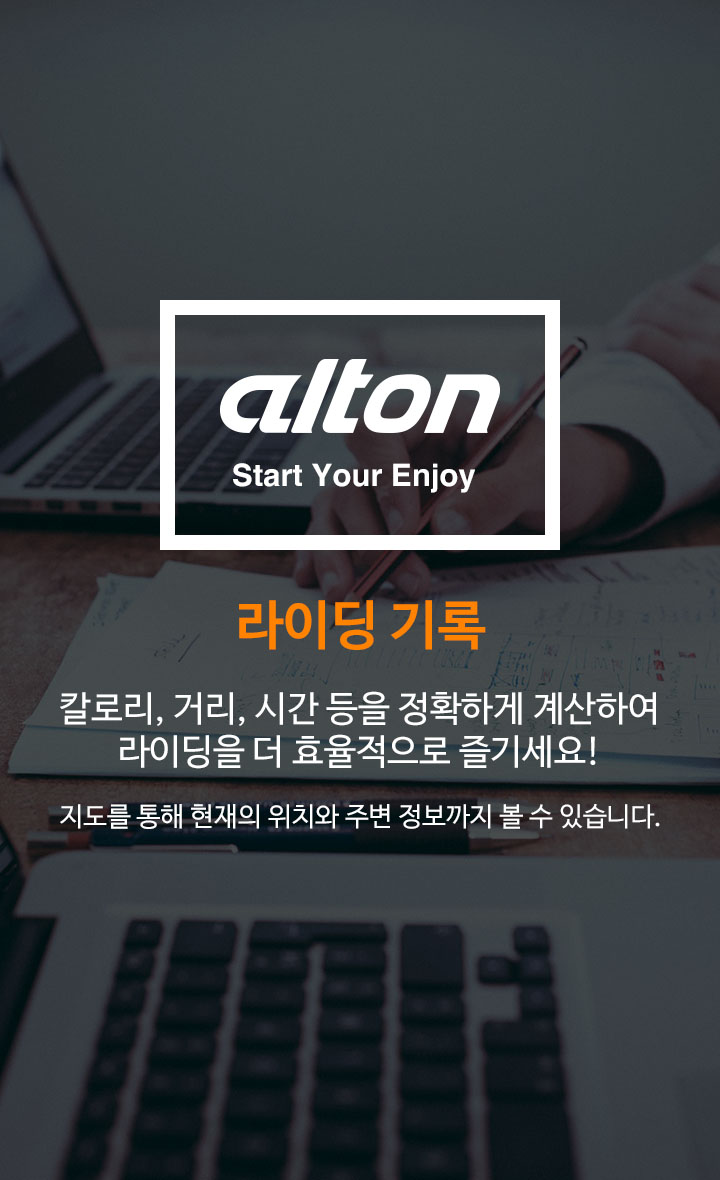 alton
Start Your Enjoy
라이딩 기록
칼로리, 거리, 시간 등을 정확하게 계산하여
라이딩을 더 효율적으로 즐기세요!
지도를 통해 현재의 위치와 주변 정보까지 볼 수 있습니다.